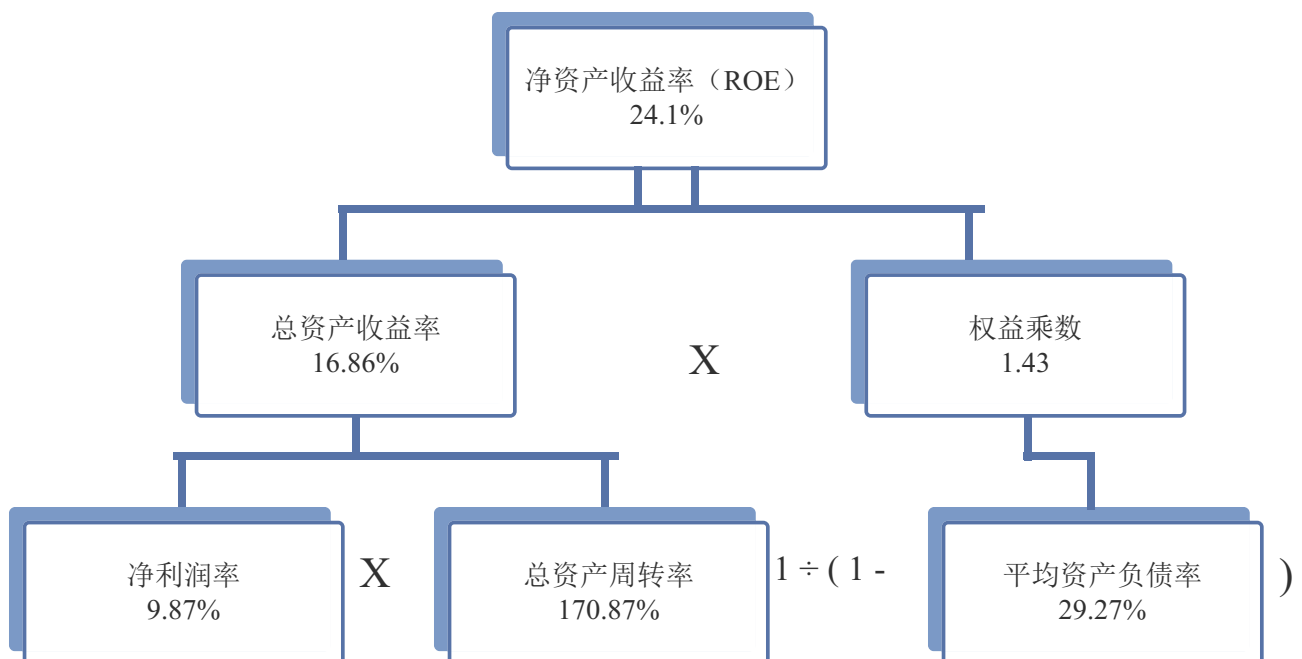 净资产收益率（ROE）
24.1%
总资产收益率
16.86%
X
权益乘数
1.43
净利润率
9.87%
X
总资产周转率
170.87%
1 ÷ ( 1 -
平均资产负债率
29.27%
)